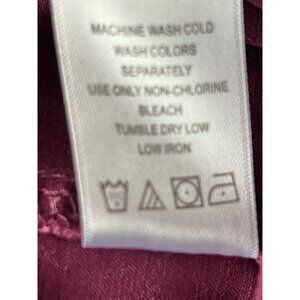 MACHINE WASH COLD
WASH COLORS
SEPARATELY
USE ONLY NON-CHLORINE
BLEACH
TUMBLE DRY LOW
LOW IRON